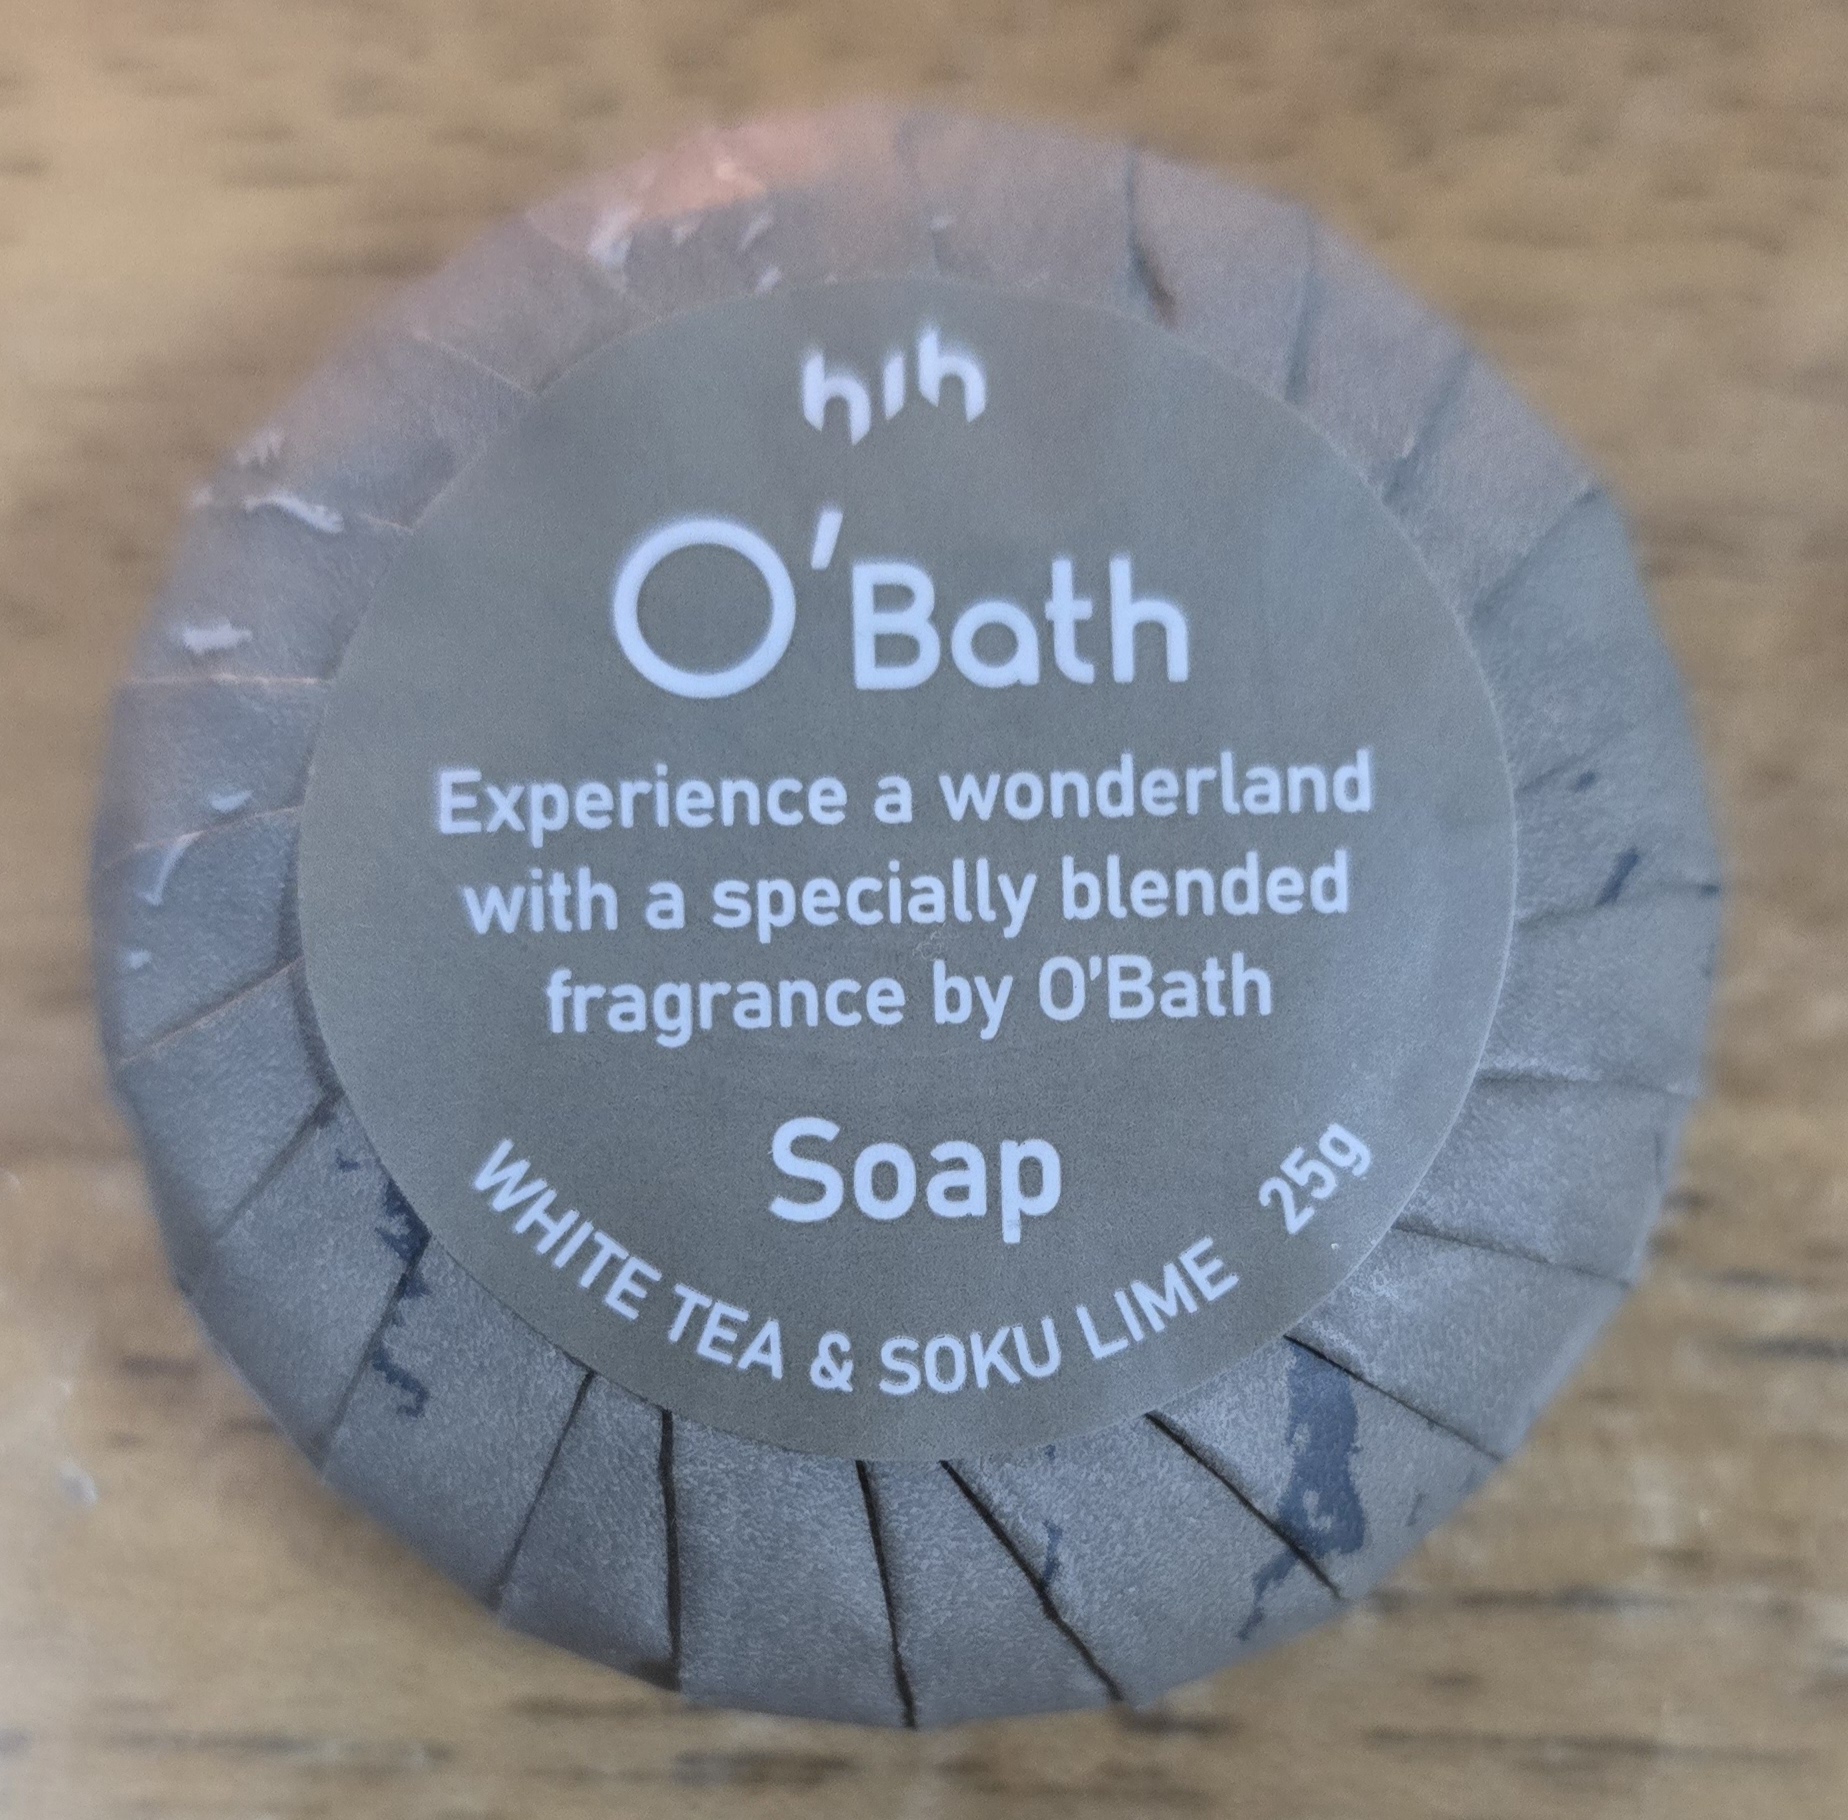 hih
O'Bath
Experience a wonderland
with a specially blended
fragrance by O'Bath
Soap
WHITE TEA & SOKU LIME 25g